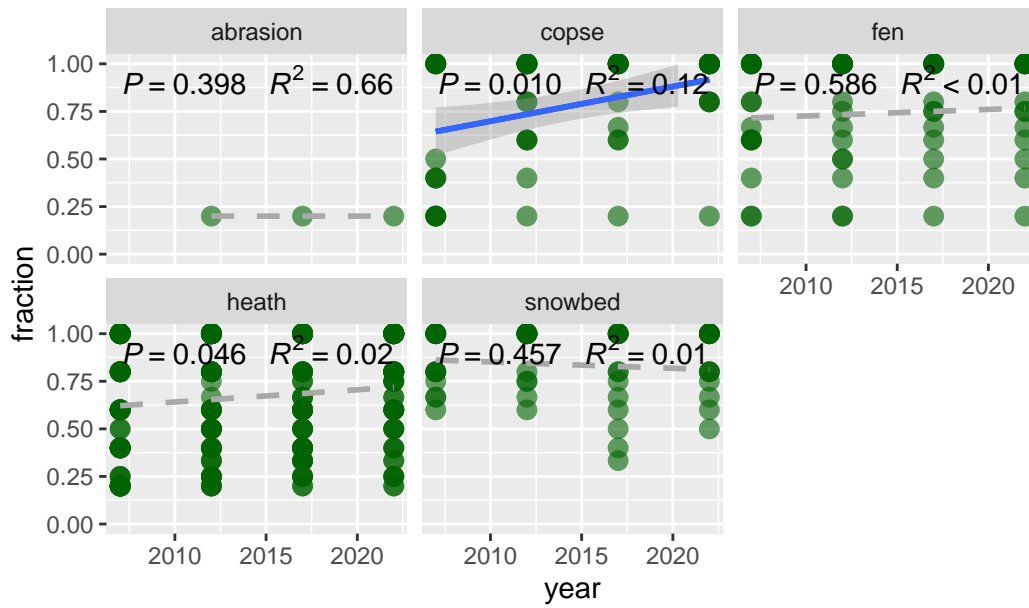 abrasion copse fen
1.00 P = 0.398 R² = 0.66 P = 0.010 R² = 0.12 P = 0.586 R² < 0.01
0.75
0.50
0.25
0.00
2010 2015 2020
heath snowbed
1.00 P = 0.046 R² = 0.02 P = 0.457 R² = 0.01
0.75
0.50
0.25
0.00
2010 2015 2020 2010 2015 2020
year
fraction